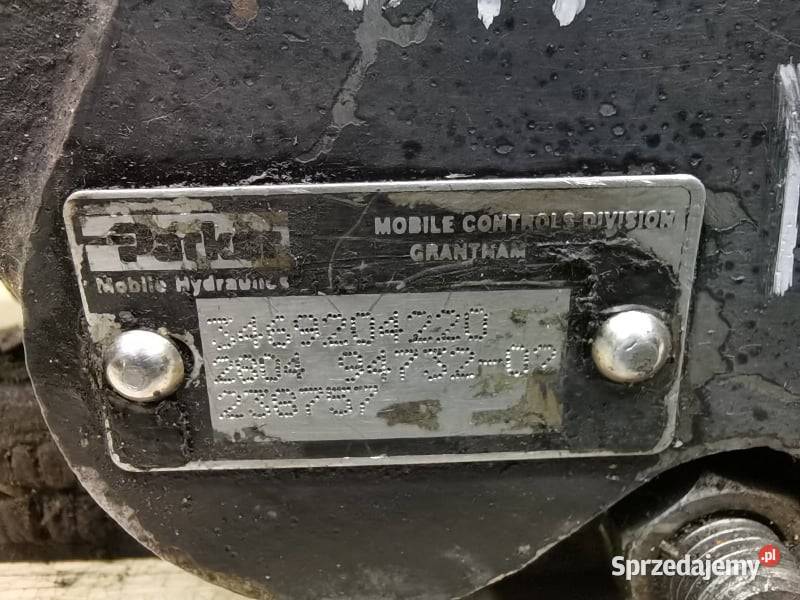 Parker
Mobile Hydraulics
MOBILE CONTROLS DIVISION
GRANTHAM
3469204220
2804 94732-02
236757
Sprzedajemy.pl